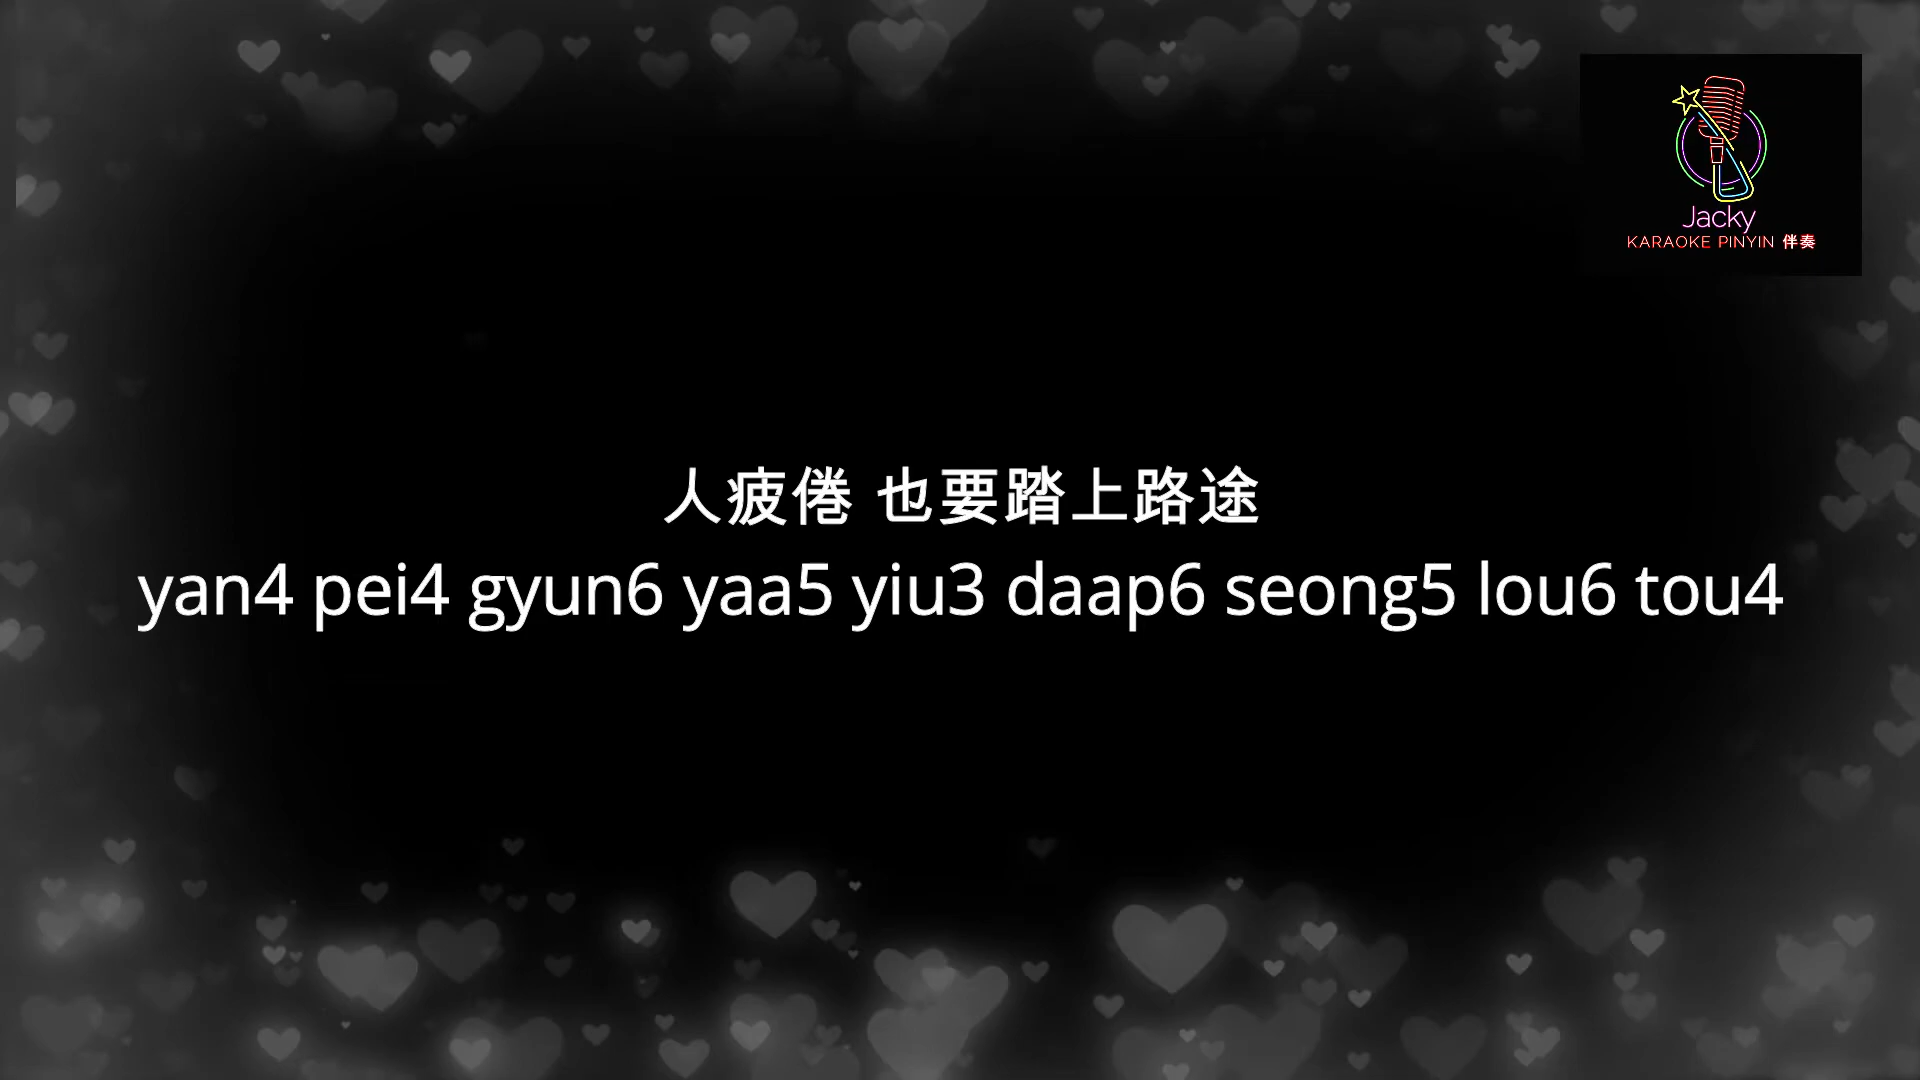 Jacky
KARAOKE PINYIN 伴奏
人疲倦 也要踏上路途
yan4 pei4 gyun6 yaa5 yiu3 daap6 seong5 lou6 tou4